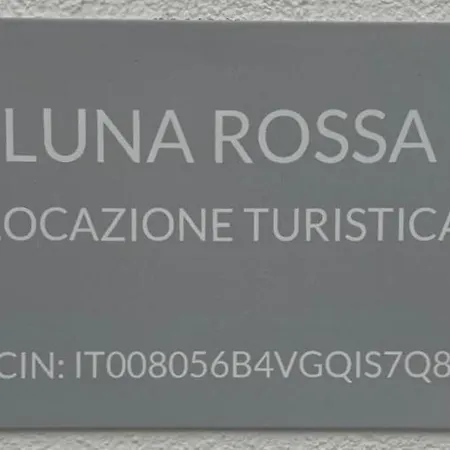 LUNA ROSSA
LOCAZIONE TURISTICA
CIN: IT008056B4VGQIS7Q8